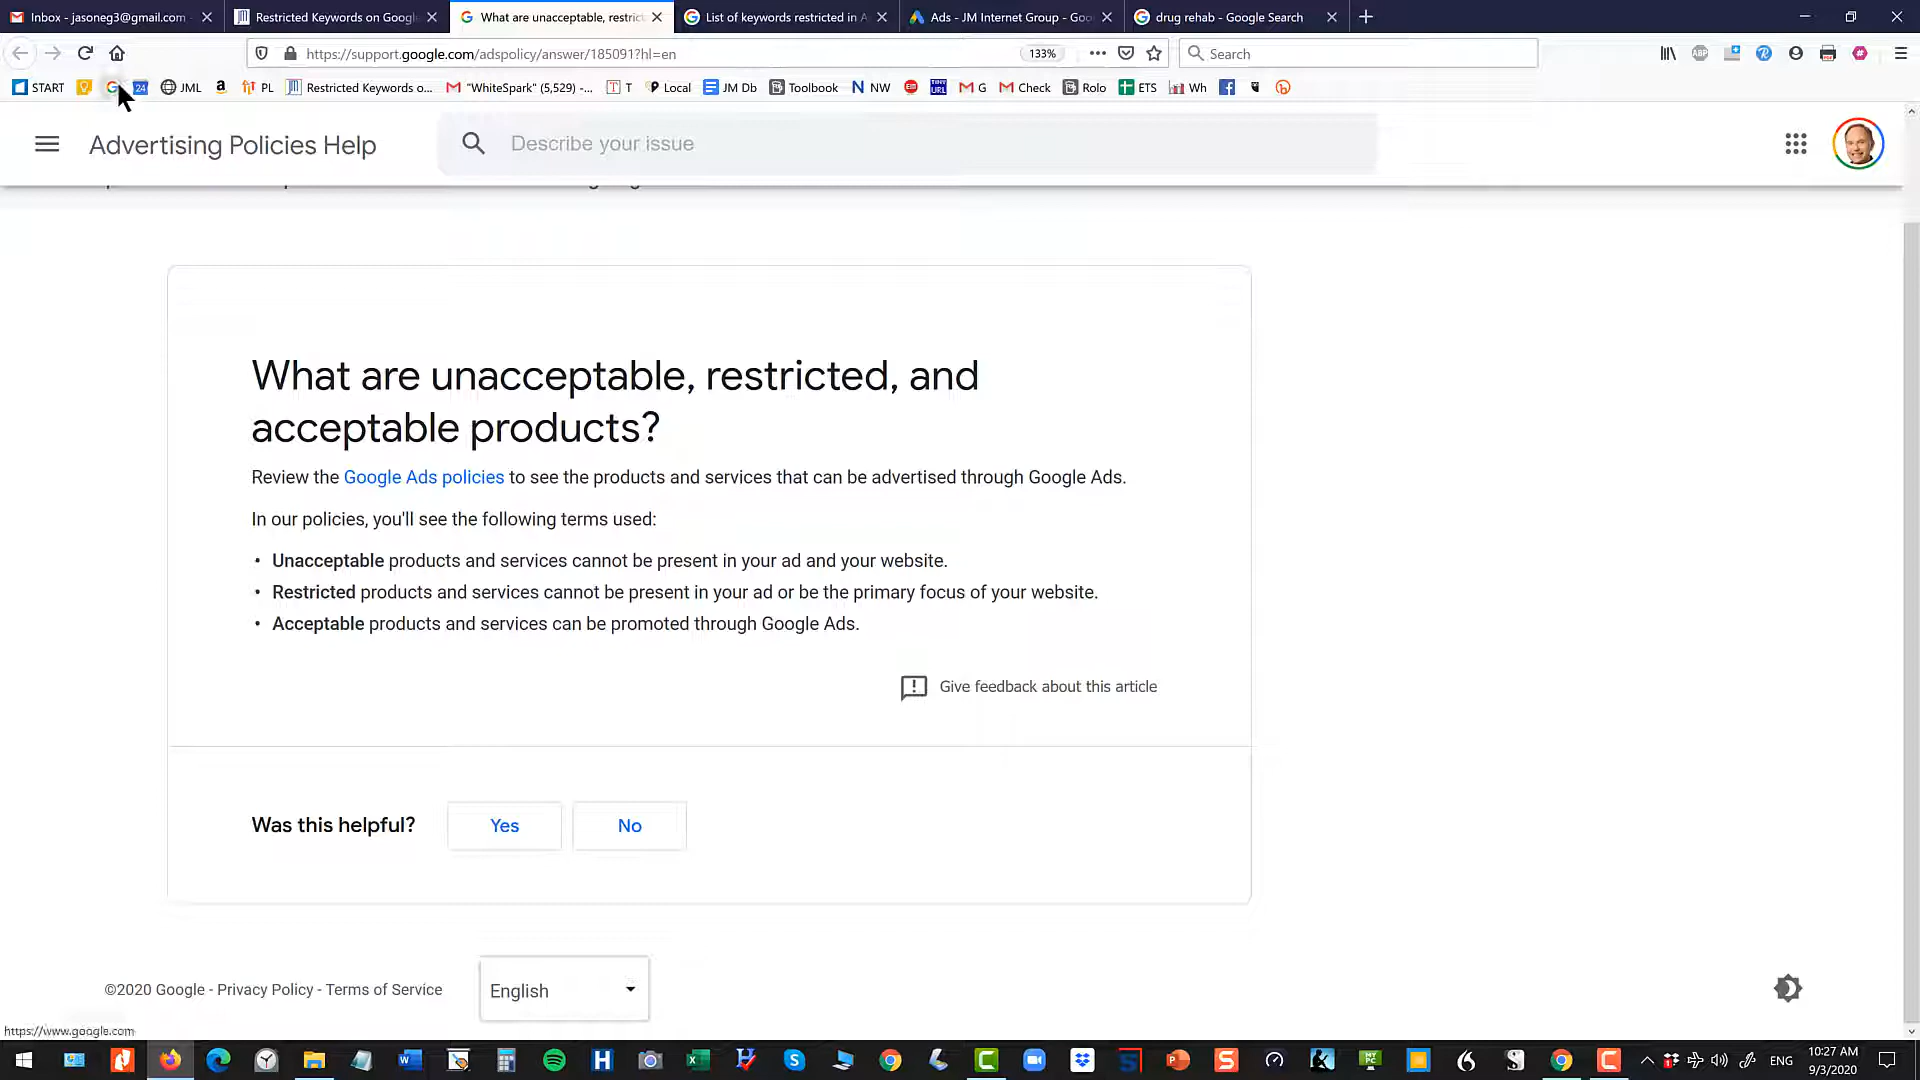 Inbox - jasoneg3@gmail.com
Restricted Keywords on Googl
What are unacceptable, restric
List of keywords restricted in A
Ads - JM Internet Group - Goo
drug rehab - Google Search
https://support.google.com/adspolicy/answer/185091?hl=en
133%
Search
START
24
JML
PL
Restricted Keywords o...
"WhiteSpark" (5,529) -...
T
Local
JM Db
Toolbook
NW
G
Check
Rolo
ETS
Wh
Advertising Policies Help
Describe your issue
What are unacceptable, restricted, and
acceptable products?
Review the Google Ads policies to see the products and services that can be advertised through Google Ads.
In our policies, you'll see the following terms used:
• Unacceptable products and services cannot be present in your ad and your website.
• Restricted products and services cannot be present in your ad or be the primary focus of your website.
• Acceptable products and services can be promoted through Google Ads.
Give feedback about this article
Was this helpful?
Yes
No
©2020 Google - Privacy Policy - Terms of Service
English
https://www.google.com
ENG
10:27 AM
9/3/2020